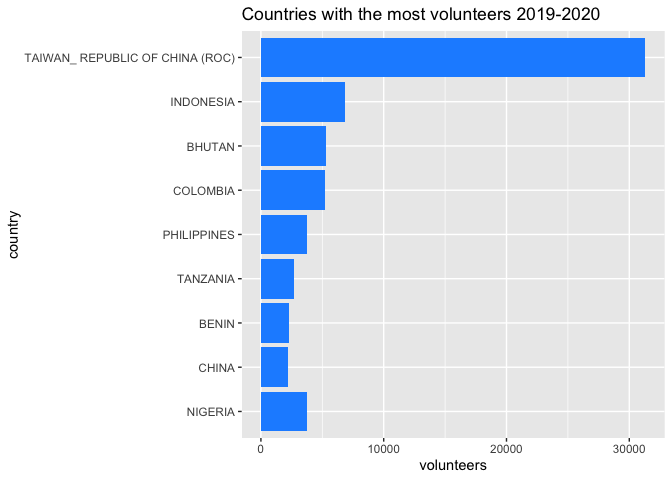 Countries with the most volunteers 2019-2020
TAIWAN_ REPUBLIC OF CHINA (ROC)
INDONESIA
BHUTAN
COLOMBIA
PHILIPPINES
TANZANIA
BENIN
CHINA
NIGERIA
country
0 10000 20000 30000
volunteers